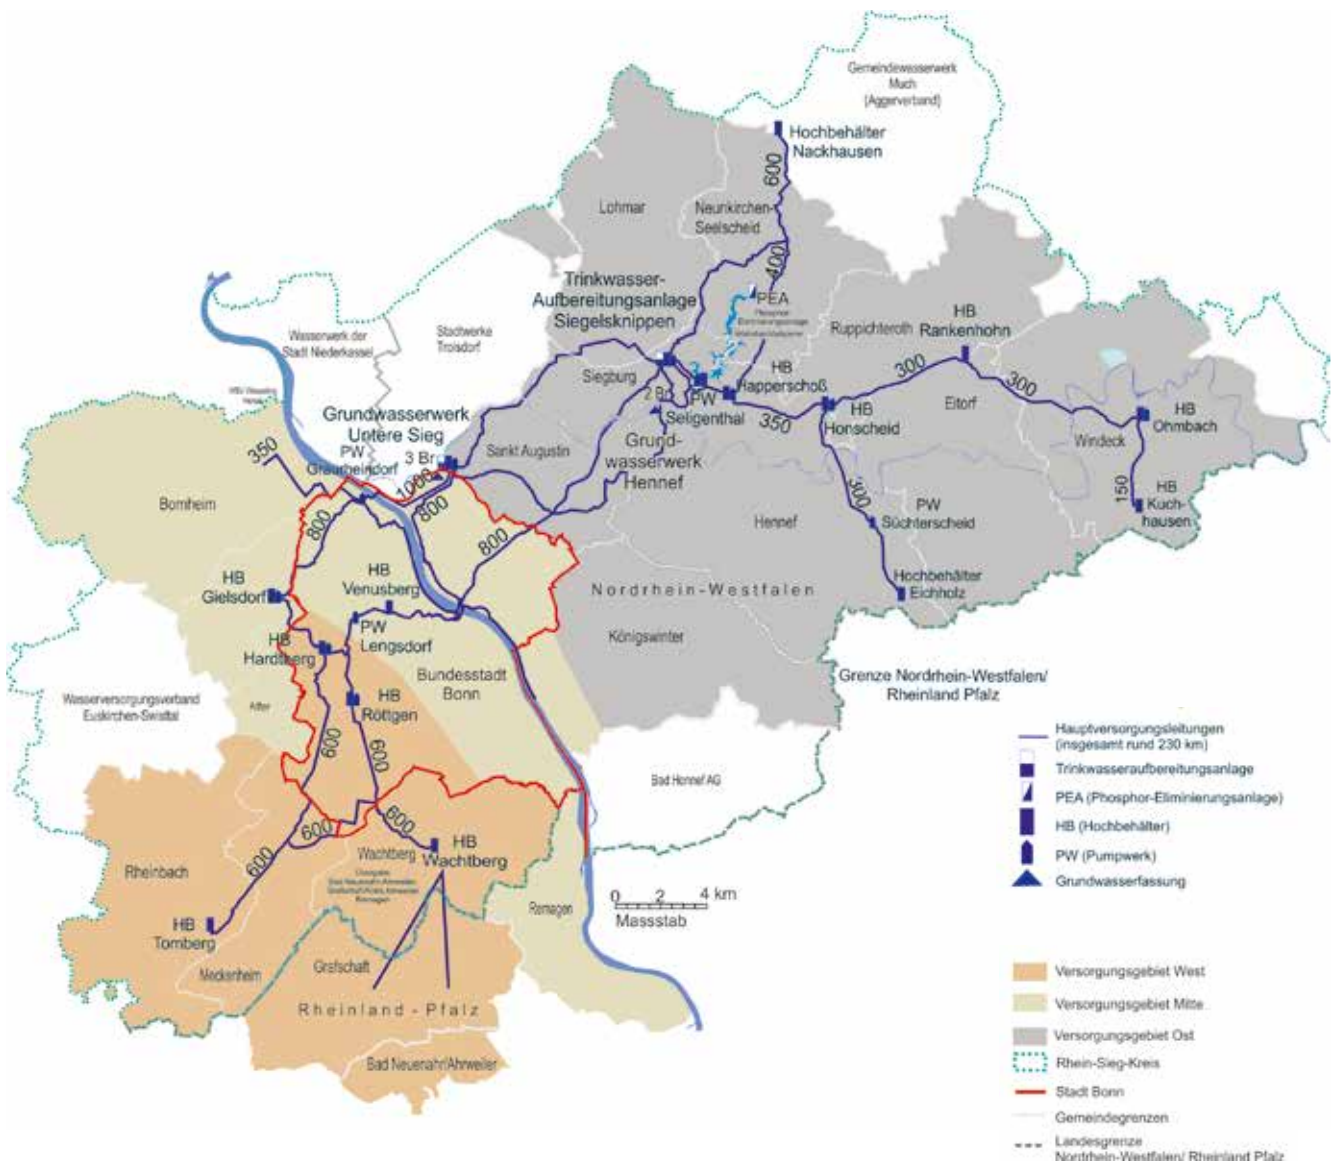 Gemeindewasserwerk
Much
(Aggerverband)
Hochbehälter
Nackhausen
600
Lohmar
Neunkirchen-
Seelscheid
400
Trinkwasser-
Aufbereitungsanlage
Siegelsknippen
PEA
Phosphor
Eliminierungsanlage
Wasserwerk der
Stadt Niederkassel
Stadtwerke
Troisdorf
Ruppichteroth
HB
Rankenhohn
Siegburg
2 Br
HB
Happerschoß
PW
Seligenthal
300
300
350
HB
Honscheid
Eitorf
Windeck
HB
Ohmbach
Grundwasserwerk
Untere Sieg
3 Br
PW
Graurheindorf
350
Sankt Augustin
Grund-
wasserwerk
Hennef
1000
800
800
800
Bornheim
Hennef
300
PW
Süchterscheid
150
HB
Kuch-
hausen
HB
Gielsdorf
HB
Venusberg
Nordrhein-Westfalen
Hochbehälter
Eichholz
PW
Lengsdorf
HB
Hardtberg
Königswinter
Bundesstadt
Bonn
Grenze Nordrhein-Westfalen/
Rheinland Pfalz
Wasserversorgungsverband
Euskirchen-Swisttal
Alfter
HB
Röttgen
600
600
Bad Honnef AG
600
600
600
Wachtberg
HB
Wachtberg
Rheinbach
Remagen
0 2 4 km
Massstab
HB
Tomberg
Meckenheim
Grafschaft
Rheinland-Pfalz
Bad Neuenahr/Ahrweiler
Hauptversorgungsleitungen
(insgesamt rund 230 km)
Trinkwasseraufbereitungsanlage
PEA (Phosphor-Eliminierungsanlage)
HB (Hochbehälter)
PW (Pumpwerk)
Grundwasserfassung
Versorgungsgebiet West
Versorgungsgebiet Mitte
Versorgungsgebiet Ost
Rhein-Sieg-Kreis
Stadt Bonn
Gemeindegrenzen
Landesgrenze
Nordrhein-Westfalen/ Rheinland Pfalz